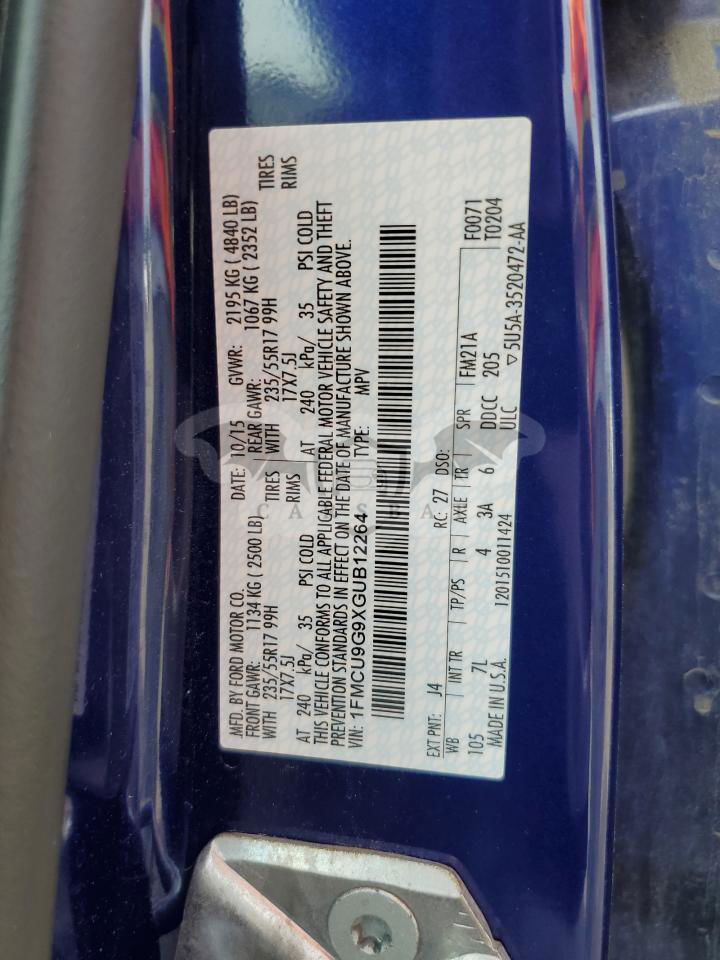 MFD. BY FORD MOTOR CO. DATE: 10/15 GVWR: 2195 KG ( 4840 LB)
FRONT GAWR: 1134 KG ( 2500 LB) REAR GAWR: 1067 KG ( 2352 LB)
WITH 235/55R17 99H TIRES WITH 235/55R17 99H TIRES
17X7.5J RIMS 17X7.5J RIMS
AT 240 kPa/ 35 PSI COLD AT 240 kPa/ 35 PSI COLD
THIS VEHICLE CONFORMS TO ALL APPLICABLE FEDERAL MOTOR VEHICLE SAFETY AND THEFT
PREVENTION STANDARDS IN EFFECT ON THE DATE OF MANUFACTURE SHOWN ABOVE.
VIN: 1FMCU9G9XGUB12264 TYPE: MPV
EXT PNT: J4 RC: 27 DSO: F0071
WB INT TR TP/PS R AXLE TR SPR FM21A T0204
105 7L 4 3A 6 DDCC 205
MADE IN U.S.A. 1201510011424 ULC ▽5U5A-3520472-AA